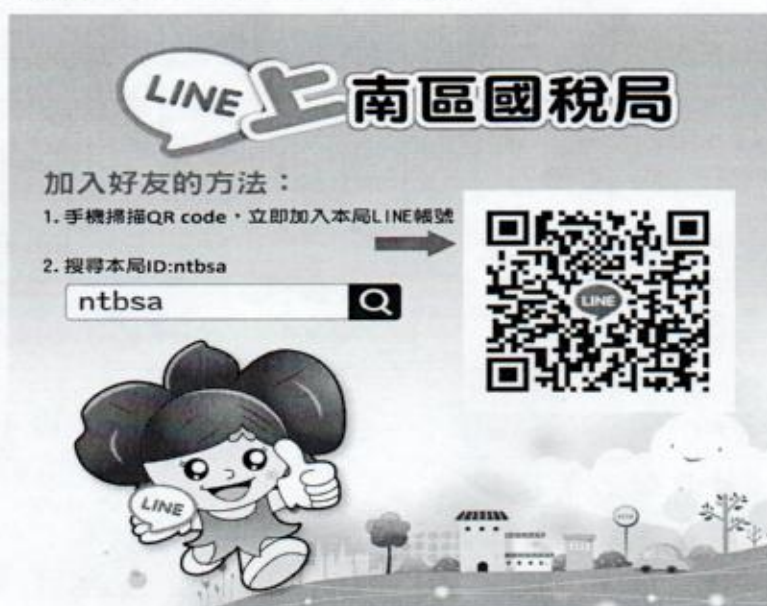 LINE上南區國稅局
加入好友的方法：
1. 手機掃描QR code，立即加入本局LINE帳號
2. 搜尋本局ID:ntbsa
ntbsa
LINE
LINE